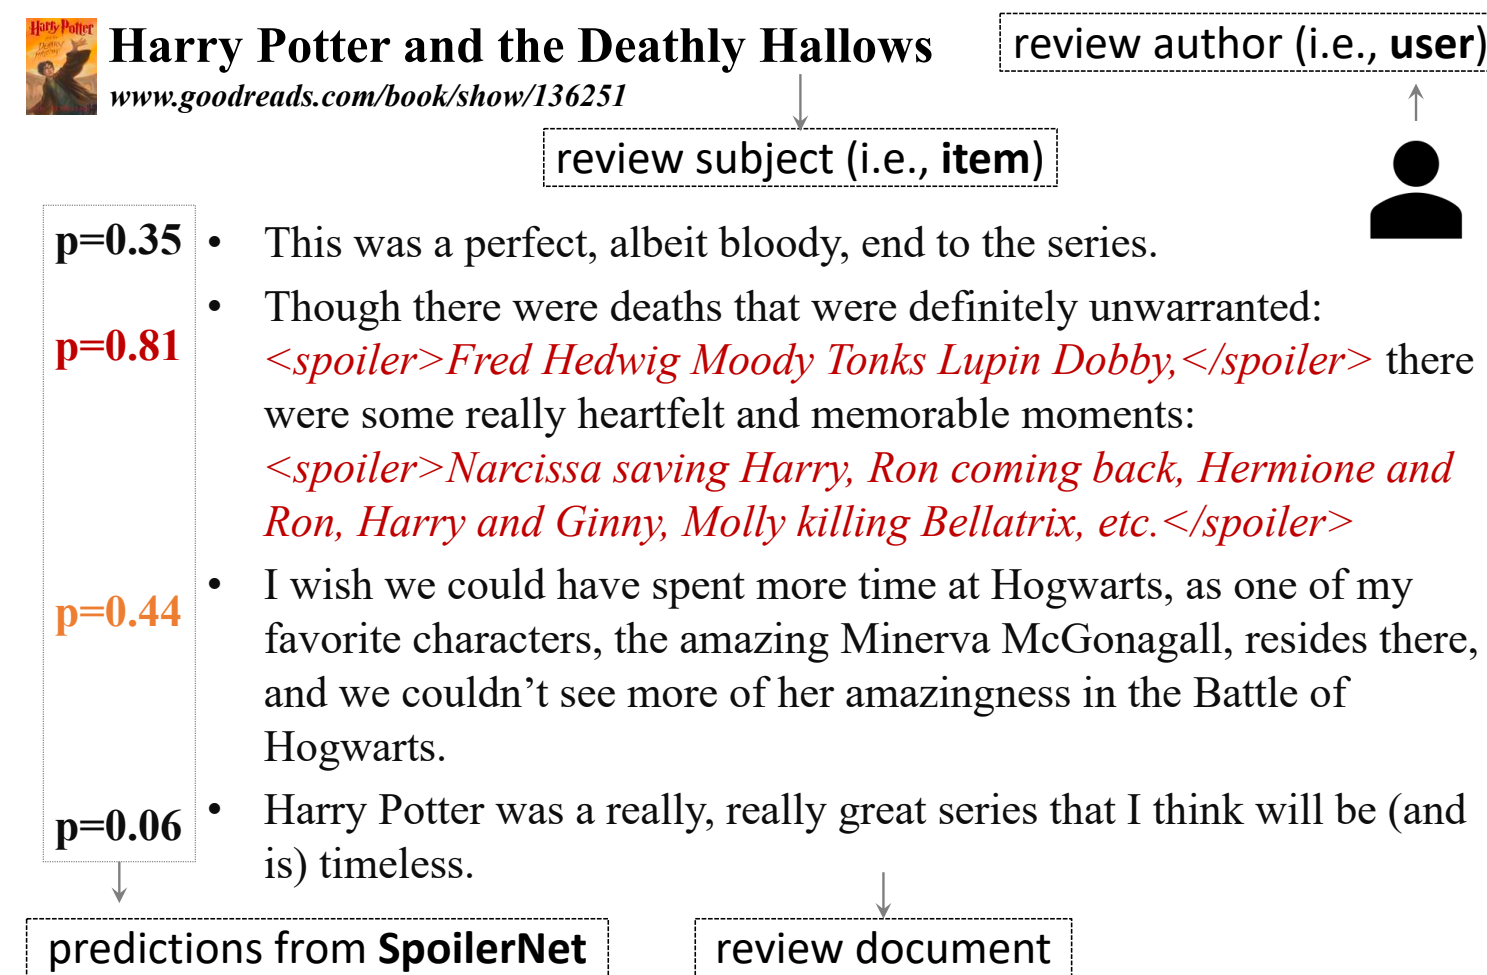 Harry Potter
Harry Potter and the Deathly Hallows
review author (i.e., user)
www.goodreads.com/book/show/136251
review subject (i.e., item)
p=0.35 • This was a perfect, albeit bloody, end to the series.
• Though there were deaths that were definitely unwarranted:
p=0.81 <spoiler>Fred Hedwig Moody Tonks Lupin Dobby,</spoiler> there
were some really heartfelt and memorable moments:
<spoiler>Narcissa saving Harry, Ron coming back, Hermione and
Ron, Harry and Ginny, Molly killing Bellatrix, etc.</spoiler>
• I wish we could have spent more time at Hogwarts, as one of my
p=0.44 favorite characters, the amazing Minerva McGonagall, resides there,
and we couldn’t see more of her amazingness in the Battle of
Hogwarts.
p=0.06 • Harry Potter was a really, really great series that I think will be (and
is) timeless.
predictions from SpoilerNet
review document